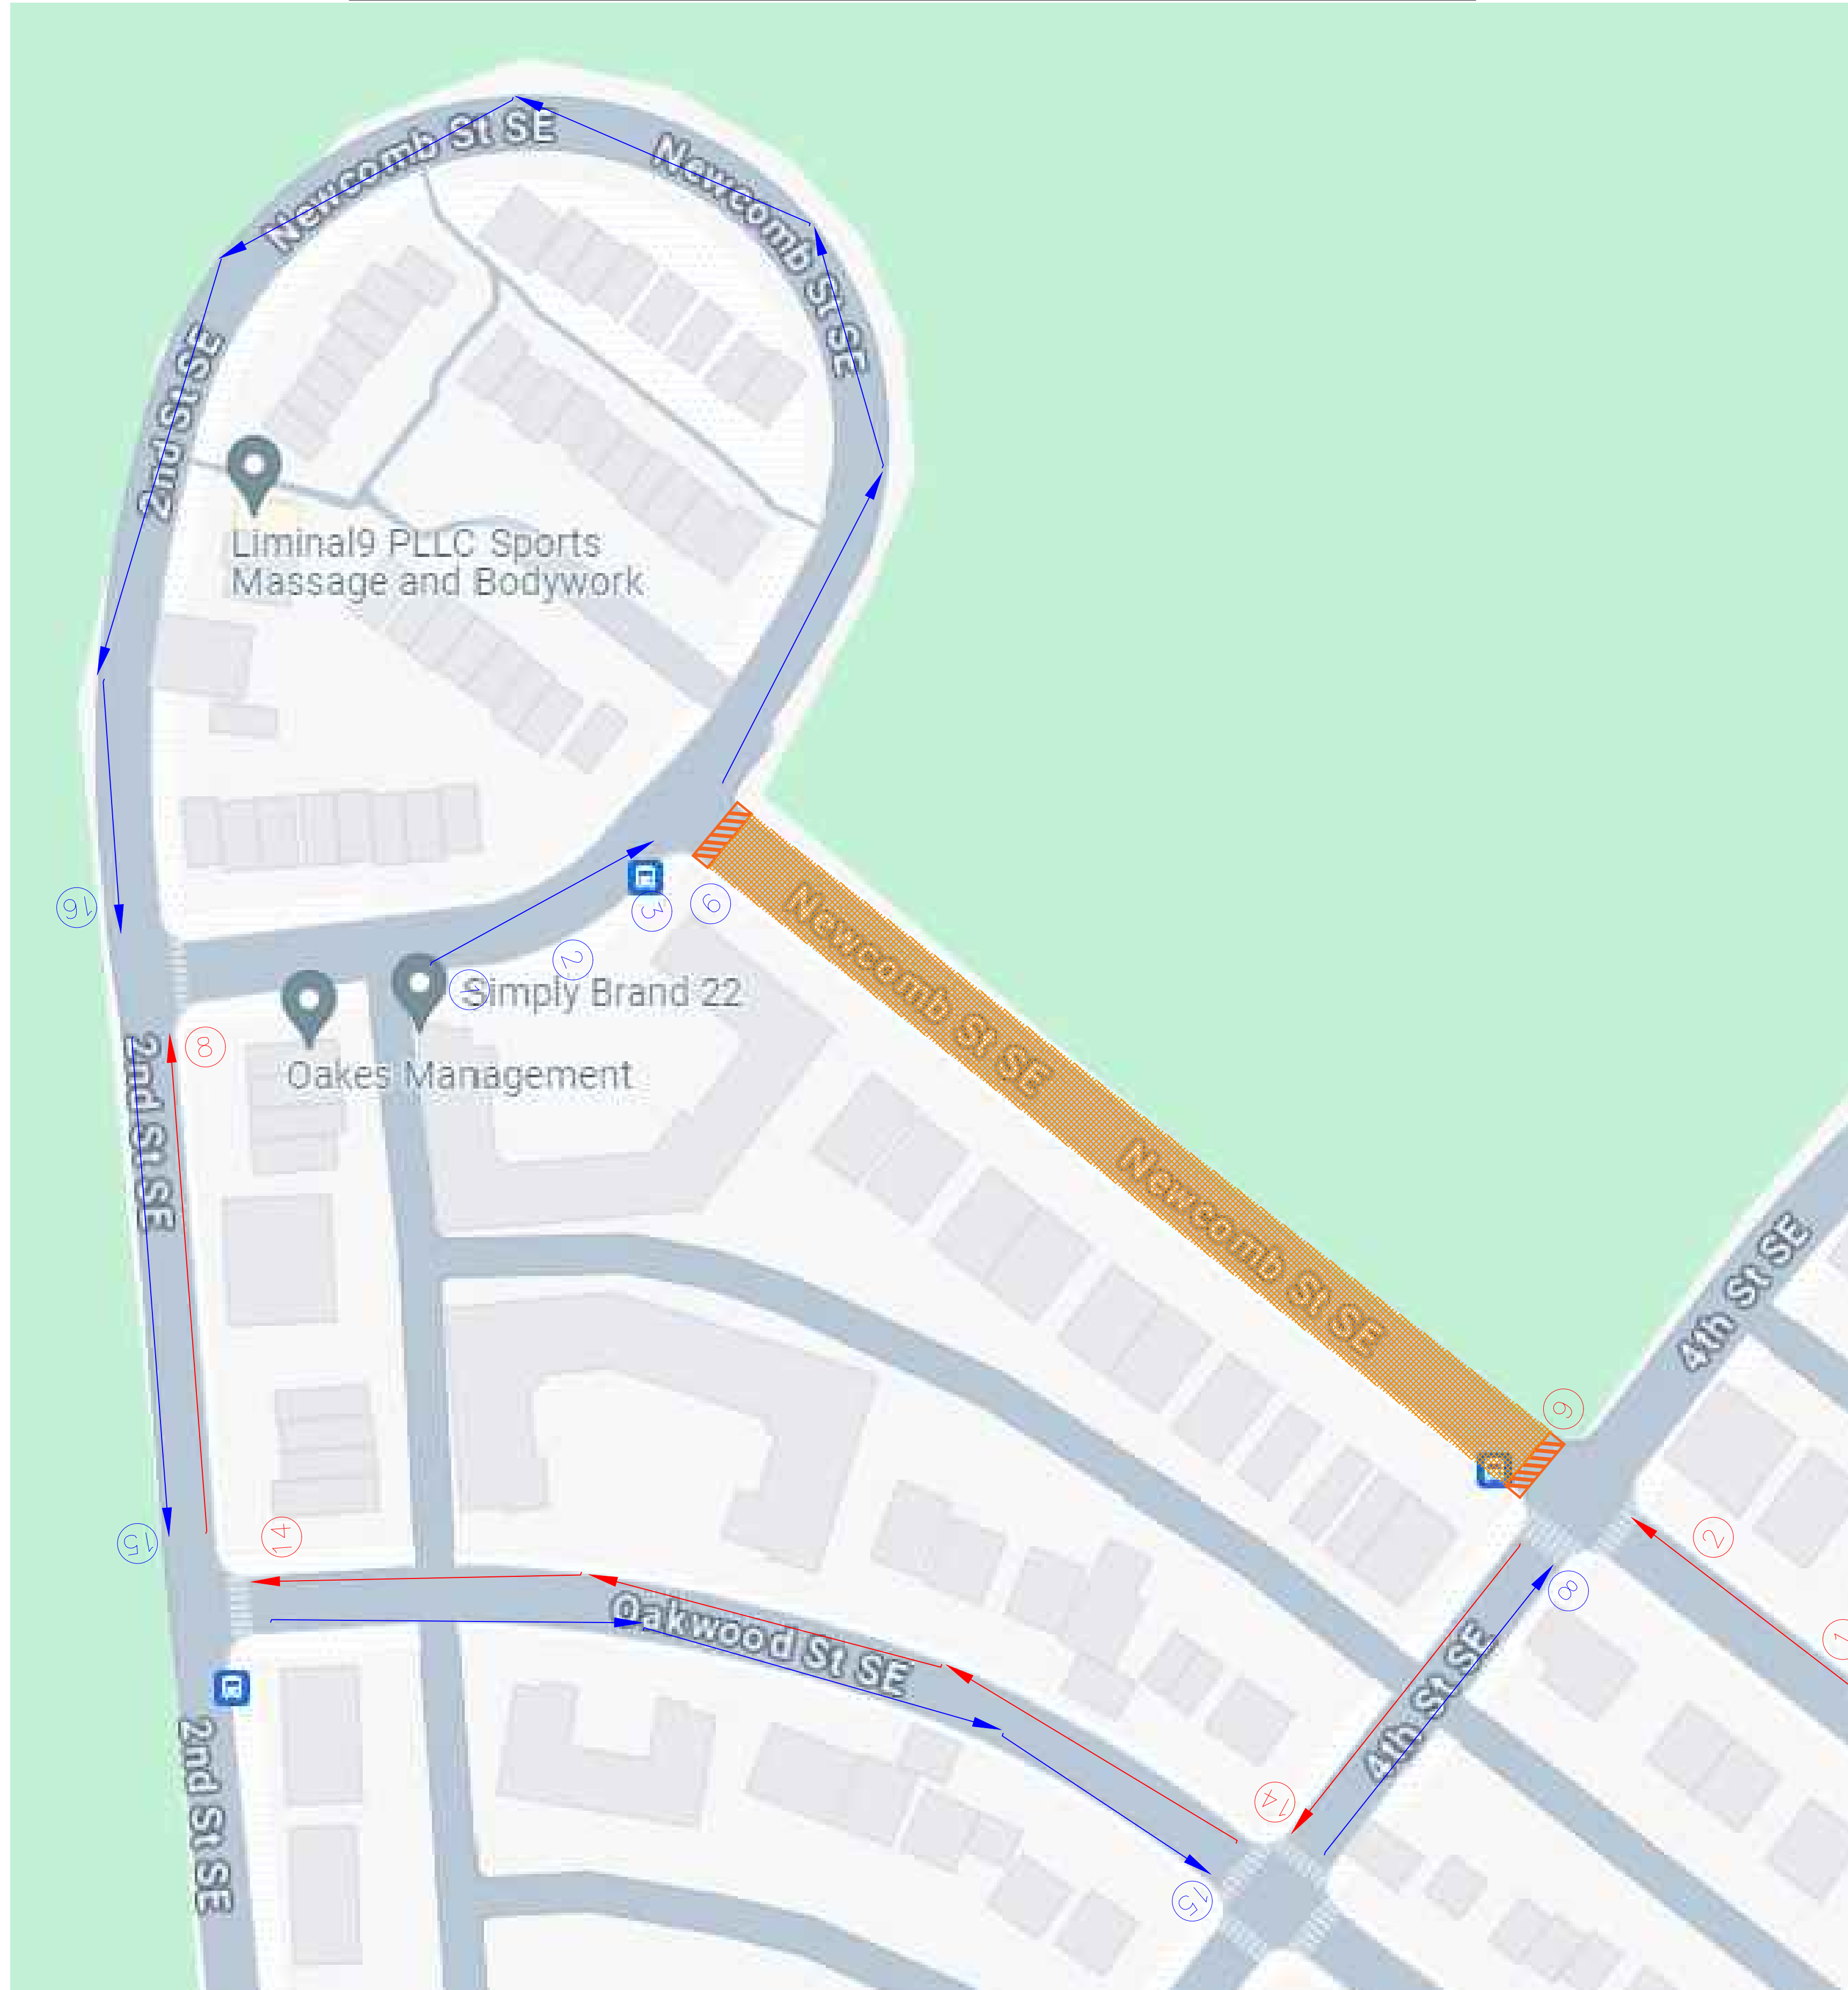 Newcomb St SE
Newcomb St SE
2nd St SE
Liminal9 PLLC Sports
Massage and Bodywork
16
3
2
1
Simply Brand 22
Oakes Management
8
2nd St SE
Newcomb St SE
Newcomb St SE
4th St SE
15
14
2
8
1
Oakwood St SE
4th St SE
2nd St SE
14
15